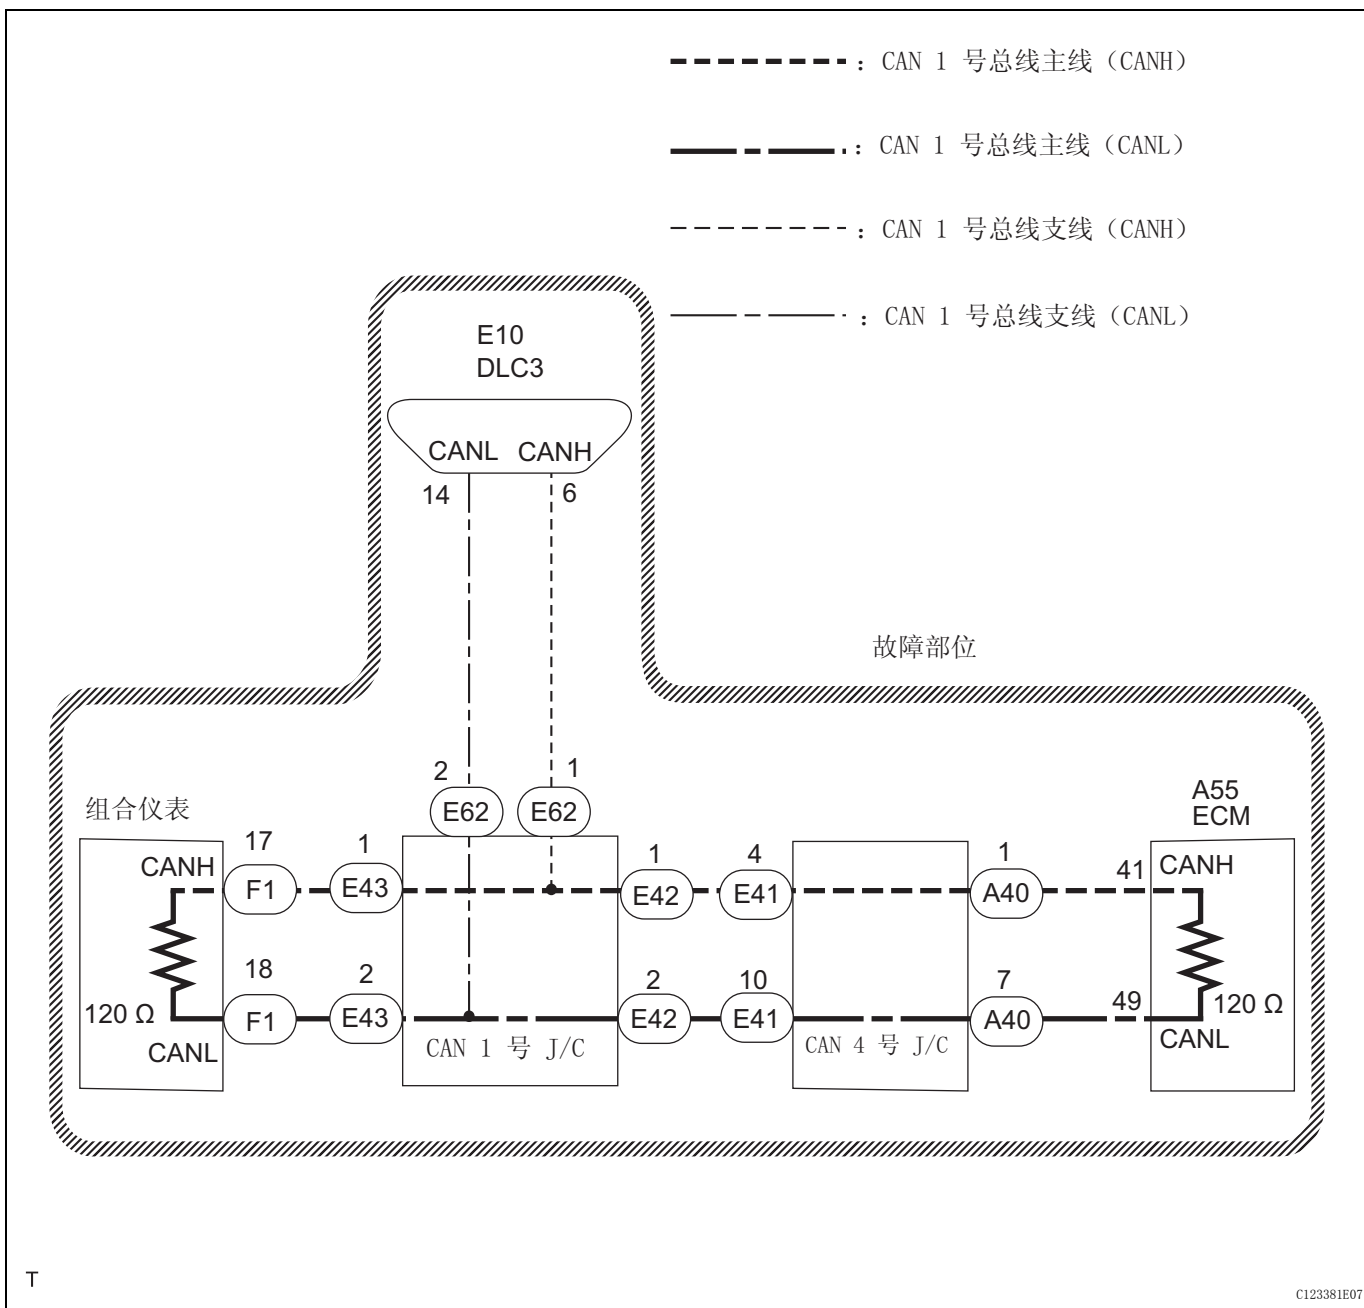 : CAN 1 号总线主线（CANH）
: CAN 1 号总线主线（CANL）
: CAN 1 号总线支线（CANH）
: CAN 1 号总线支线（CANL）
E10
DLC3
CANL CANH
14 6
故障部位
2 1
E62 E62
组合仪表
A55
ECM
17 1 1 4 1 41
CANH F1 E43 E42 E41 A40 CANH
18 2 2 10 7 49
120 Ω F1 E43 E42 E41 A40 120 Ω
CANL CAN 1 号 J/C CAN 4 号 J/C CANL
T
C123381E07